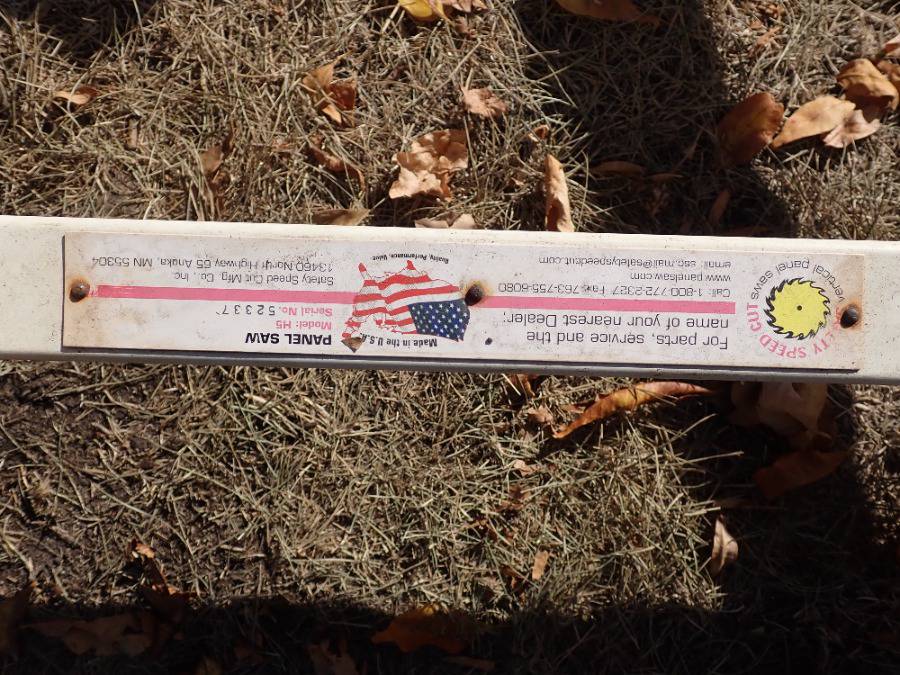 SAFETY SPEED CUT
vertical panel saws
For parts, service and the
name of your nearest Dealer:
Call: 1-800-772-2327 Fax: 763-755-6080
www.panelsaw.com
email: ssc.mail@safetyspeedcut.com
Made in the U.S.A.
Quality, Performance, Value
PANEL SAW
Model: H5
Serial No. 52337
Safety Speed Cut Mfg. Co., Inc
13460 North Highway 65 Anoka, MN 55304